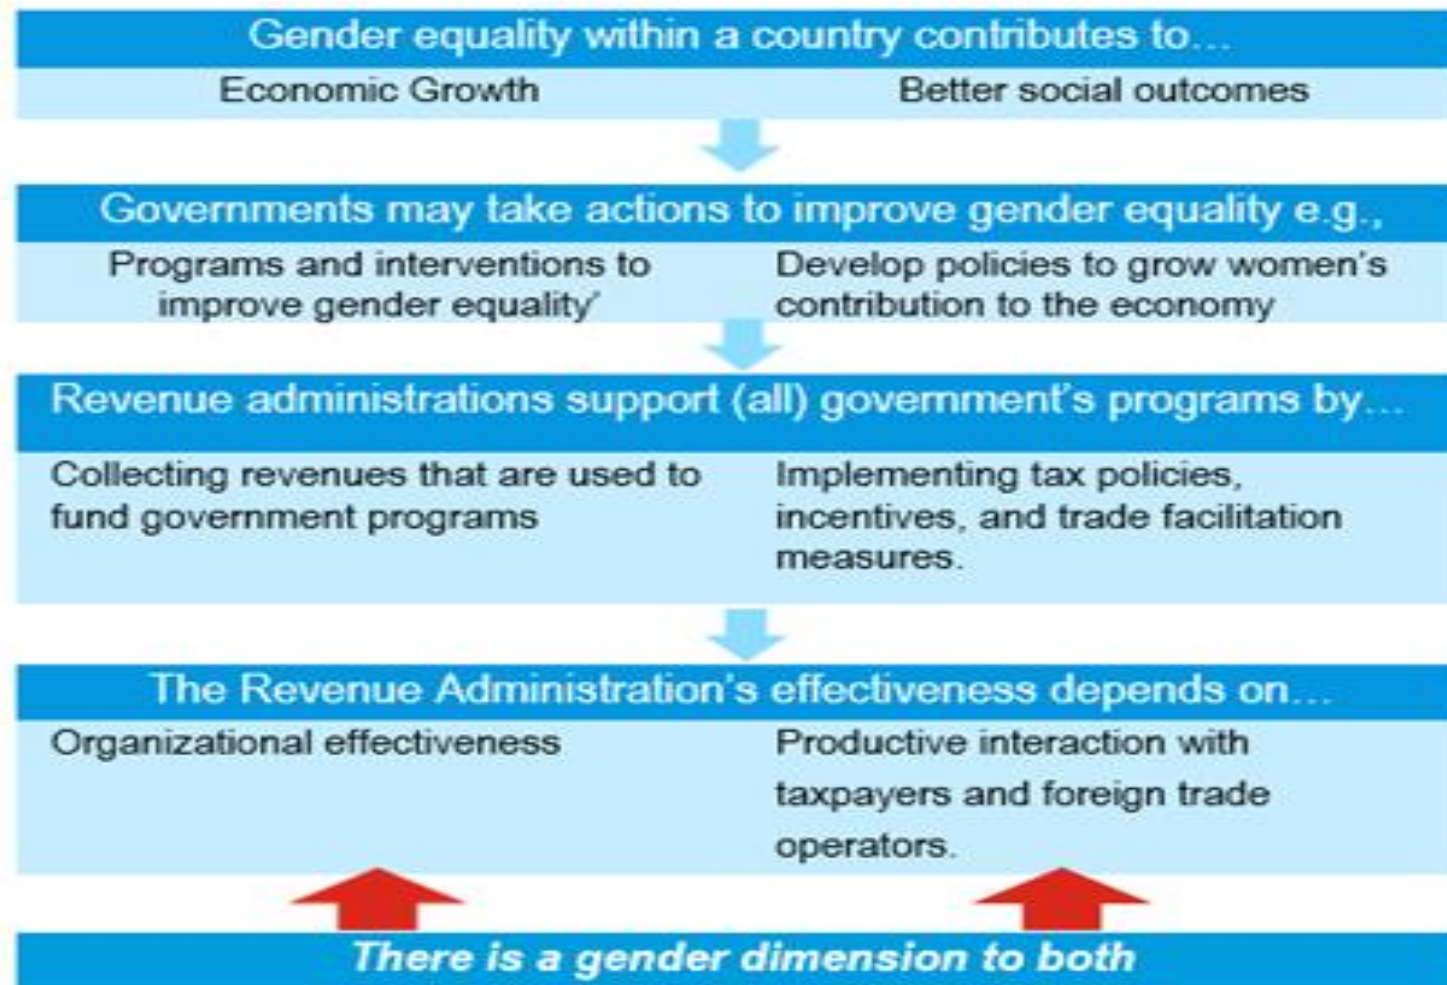 Gender equality within a country contributes to...
Economic Growth
Better social outcomes
Governments may take actions to improve gender equality e.g.,
Programs and interventions to
improve gender equality'
Develop policies to grow women's
contribution to the economy
Revenue administrations support (all) government's programs by...
Collecting revenues that are used to
fund government programs
Implementing tax policies,
incentives, and trade facilitation
measures.
The Revenue Administration's effectiveness depends on...
Organizational effectiveness
Productive interaction with
taxpayers and foreign trade
operators.
There is a gender dimension to both